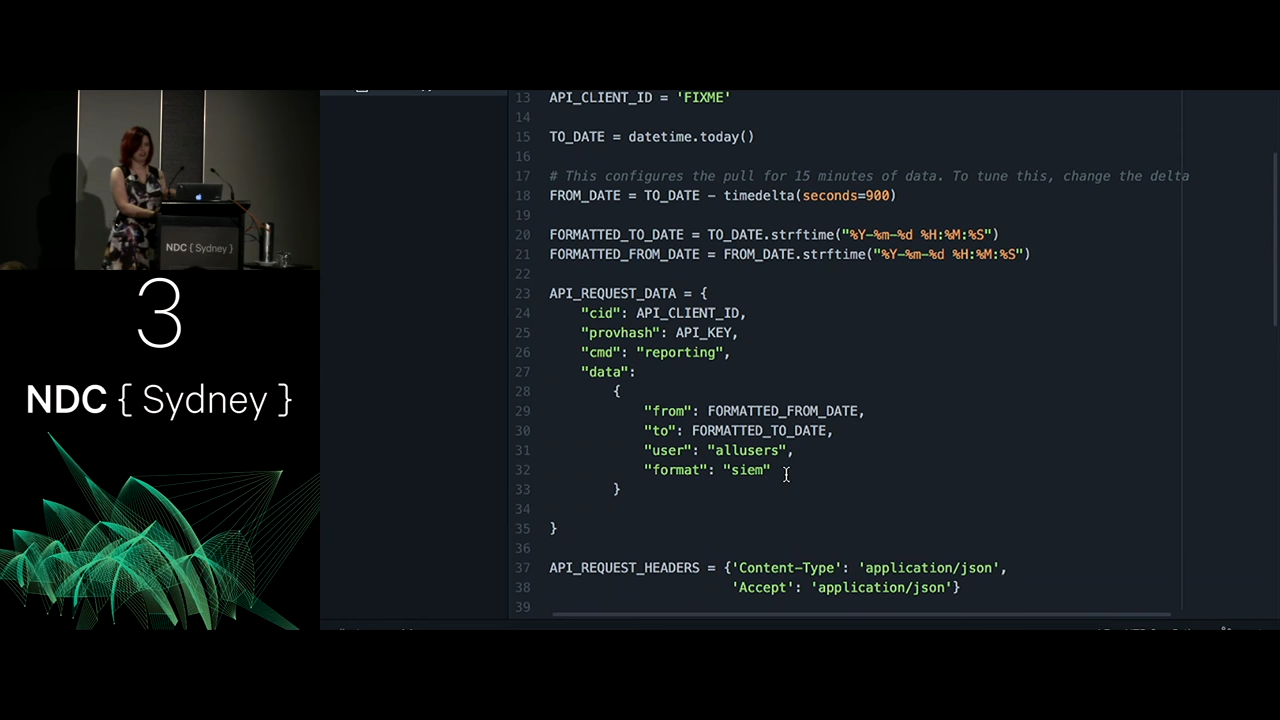 NDC { Sydney }
3
NDC { Sydney }
13 API_CLIENT_ID = 'FIXME'
14
15 TO_DATE = datetime.today()
16
17 # This configures the pull for 15 minutes of data. To tune this, change the delta
18 FROM_DATE = TO_DATE - timedelta(seconds=900)
19
20 FORMATTED_TO_DATE = TO_DATE.strftime("%Y-%m-%d %H:%M:%S")
21 FORMATTED_FROM_DATE = FROM_DATE.strftime("%Y-%m-%d %H:%M:%S")
22
23 API_REQUEST_DATA = {
24 "cid": API_CLIENT_ID,
25 "provhash": API_KEY,
26 "cmd": "reporting",
27 "data":
28 {
29 "from": FORMATTED_FROM_DATE,
30 "to": FORMATTED_TO_DATE,
31 "user": "allusers",
32 "format": "siem"
33 }
34
35 }
36
37 API_REQUEST_HEADERS = {'Content-Type': 'application/json',
38 'Accept': 'application/json'}
39